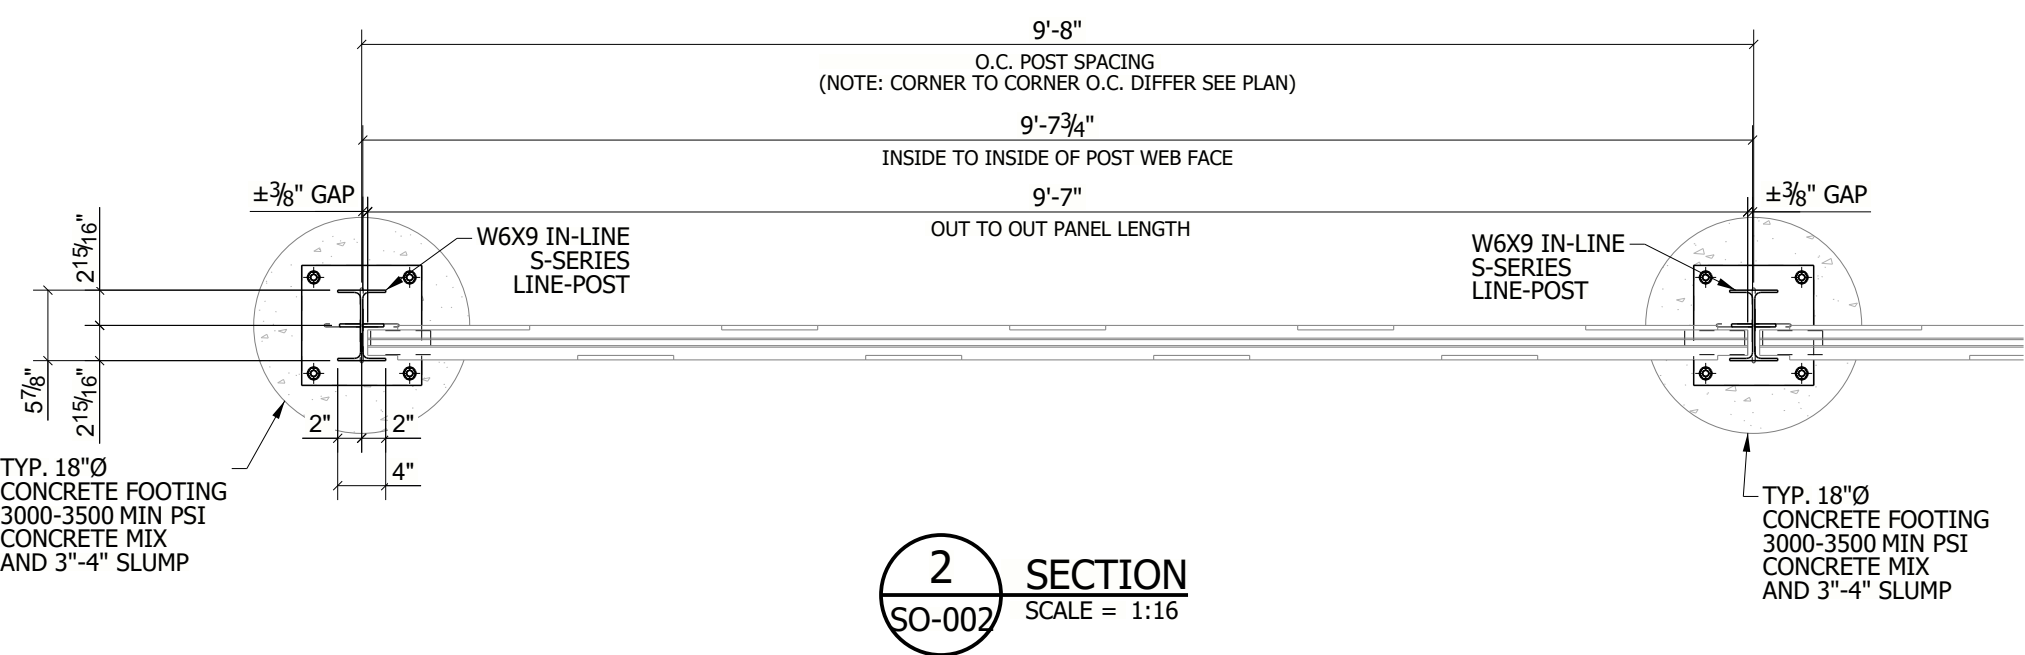 9'-8"
O.C. POST SPACING
(NOTE: CORNER TO CORNER O.C. DIFFER SEE PLAN)
9'-7 3/4"
INSIDE TO INSIDE OF POST WEB FACE
±3/8" GAP
9'-7"
±3/8" GAP
OUT TO OUT PANEL LENGTH
W6X9 IN-LINE
S-SERIES
LINE-POST
W6X9 IN-LINE
S-SERIES
LINE-POST
2 15/16"
5 7/8"
2 15/16"
2"
2"
4"
TYP. 18"Ø
CONCRETE FOOTING
3000-3500 MIN PSI
CONCRETE MIX
AND 3"-4" SLUMP
TYP. 18"Ø
CONCRETE FOOTING
3000-3500 MIN PSI
CONCRETE MIX
AND 3"-4" SLUMP
2
SO-002
SECTION
SCALE = 1:16